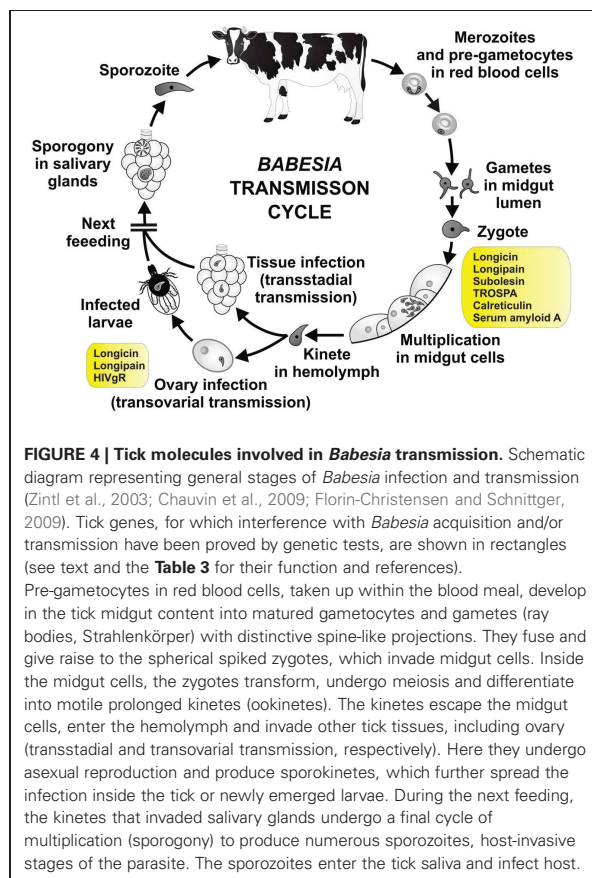 Sporozoite
Merozoites
and pre-gametocytes
in red blood cells
Sporogony
in salivary
glands
BABESIA
TRANSMISSON
CYCLE
Gametes
in midgut
lumen
Zygote
Next
feeeding
Tissue infection
(transstadial
transmission)
Longicin
Longipain
Subolesin
TROSPA
Calreticulin
Serum amyloid A
Infected
larvae
Multiplication
in midgut cells
Kinete
in hemolymph
Longicin
Longipain
HIVgR
Ovary infection
(transovarial transmission)
FIGURE 4 | Tick molecules involved in Babesia transmission. Schematic
diagram representing general stages of Babesia infection and transmission
(Zintl et al., 2003; Chauvin et al., 2009; Florin-Christensen and Schnittger,
2009). Tick genes, for which interference with Babesia acquisition and/or
transmission have been proved by genetic tests, are shown in rectangles
(see text and the Table 3 for their function and references).
Pre-gametocytes in red blood cells, taken up within the blood meal, develop
in the tick midgut content into matured gametocytes and gametes (ray
bodies, Strahlenkörper) with distinctive spine-like projections. They fuse and
give raise to the spherical spiked zygotes, which invade midgut cells. Inside
the midgut cells, the zygotes transform, undergo meiosis and differentiate
into motile prolonged kinetes (ookinetes). The kinetes escape the midgut
cells, enter the hemolymph and invade other tick tissues, including ovary
(transstadial and transovarial transmission, respectively). Here they undergo
asexual reproduction and produce sporokinetes, which further spread the
infection inside the tick or newly emerged larvae. During the next feeding,
the kinetes that invaded salivary glands undergo a final cycle of
multiplication (sporogony) to produce numerous sporozoites, host-invasive
stages of the parasite. The sporozoites enter the tick saliva and infect host.